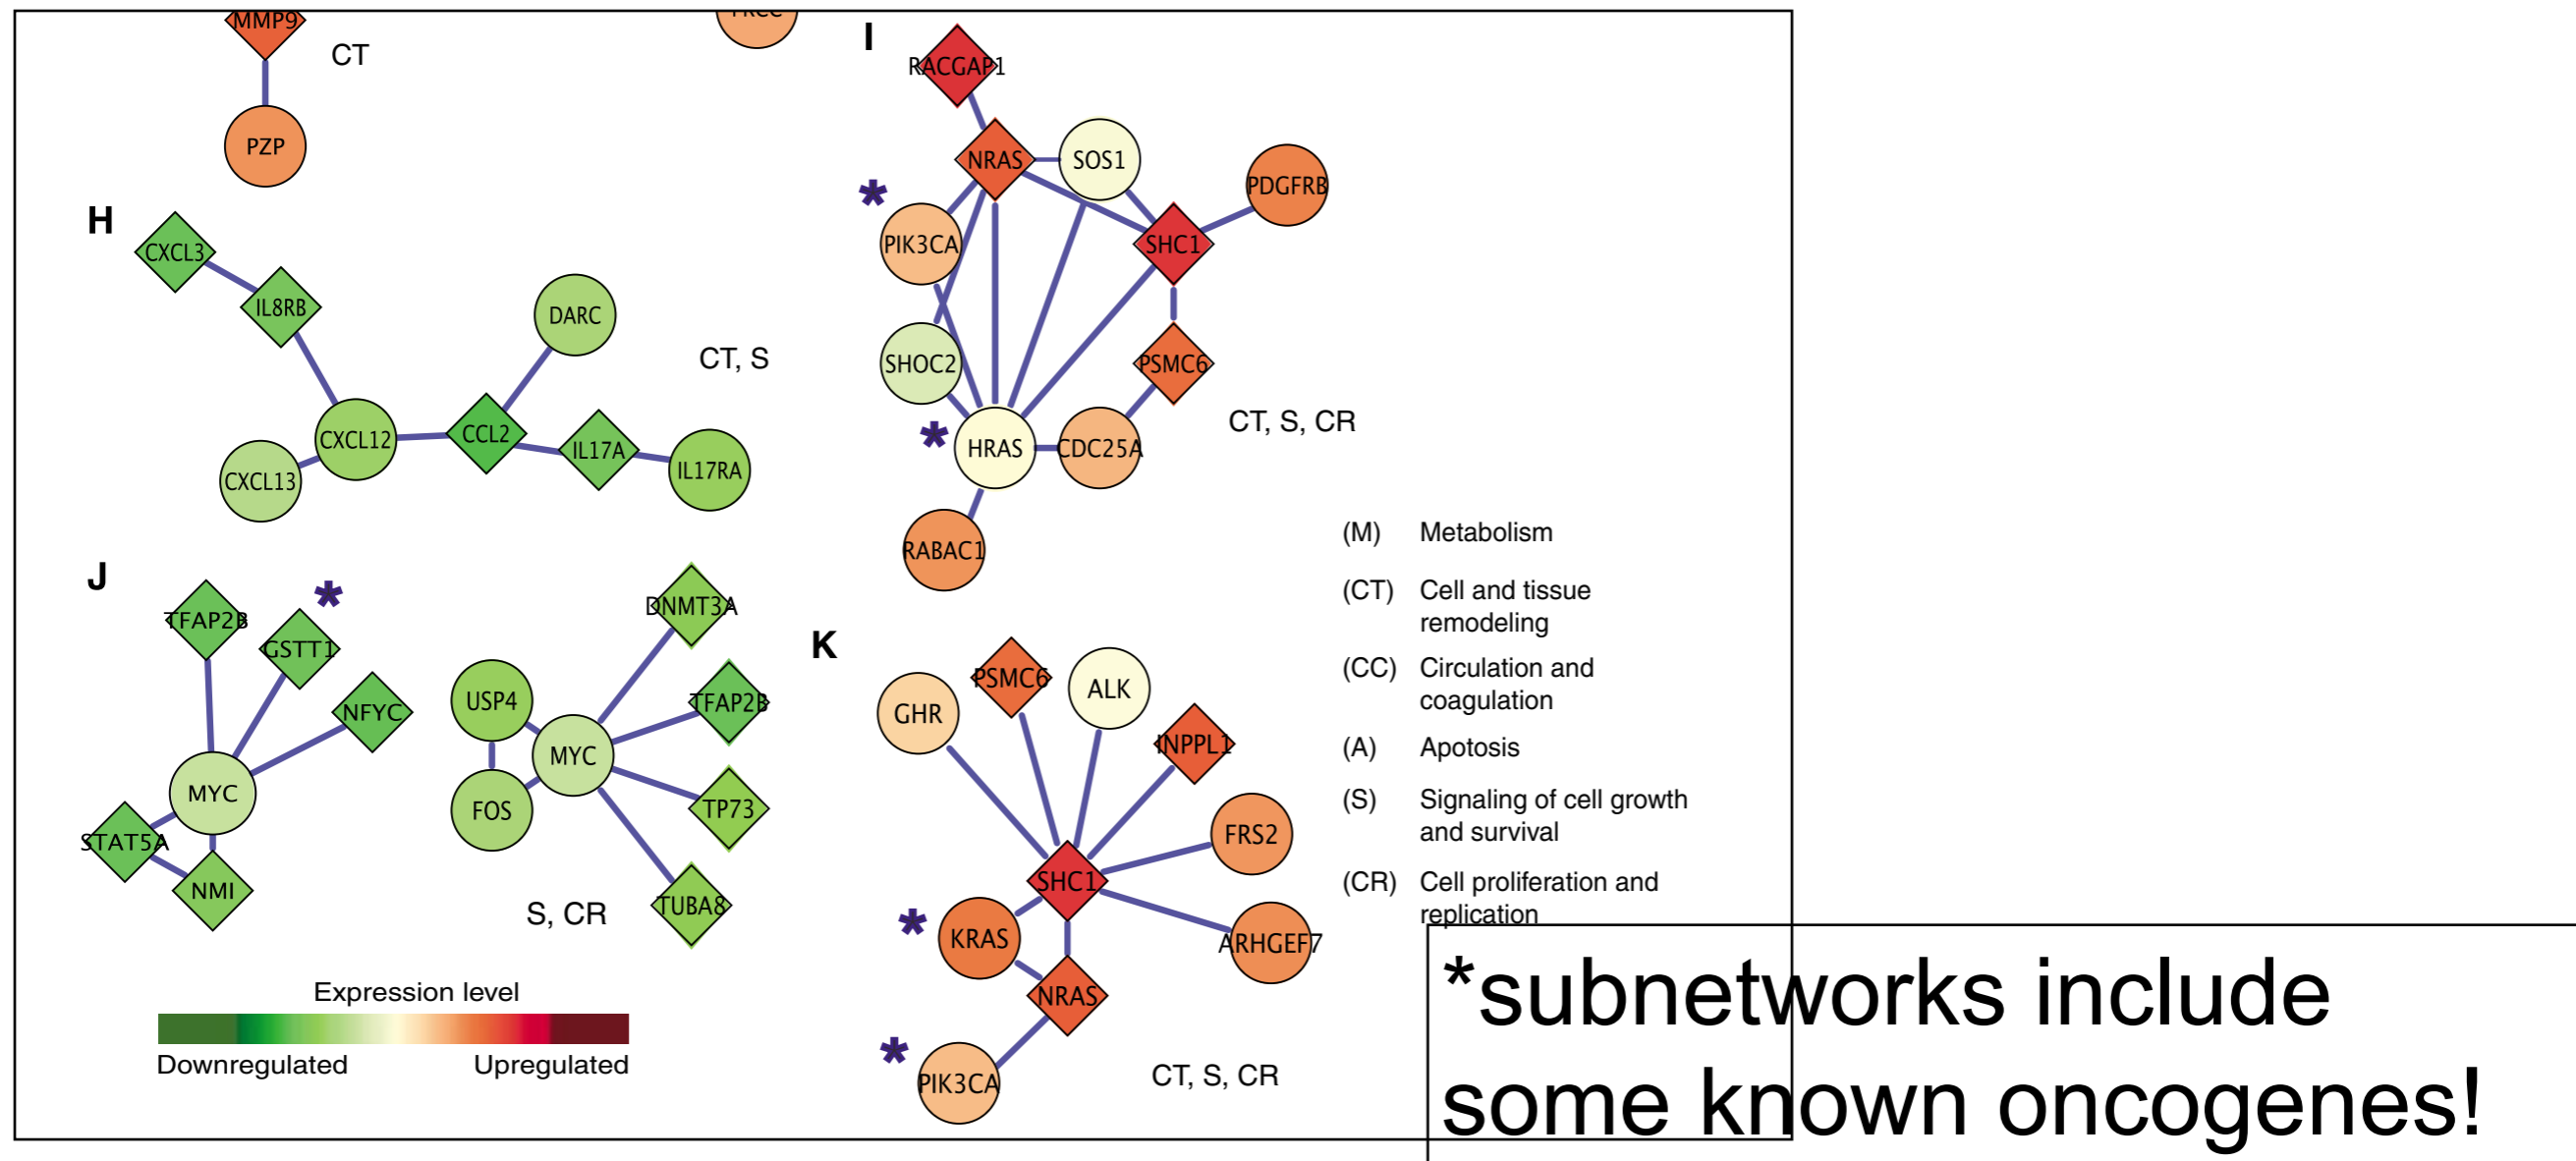 MMP9
CT
PZP
H
CXCL3
IL8RB
DARC
CT, S
CXCL12
CCL2
IL17A
IL17RA
CXCL13
I
RACGAP1
NRAS
SOS1
PDGFRB
*
PIK3CA
SHC1
SHOC2
PSMC6
CT, S, CR
*
HRAS
CDC25A
RABAC1
J
TFAP2B
*
GSTT1
NFYC
MYC
STAT5A
NMI
DNMT3A
USP4
TFAP2B
MYC
FOS
TP73
TUBA8
S, CR
K
PSMC6
ALK
GHR
INPPL1
FRS2
SHC1
*
KRAS
ARHGEF7
NRAS
*
PIK3CA
CT, S, CR
(M) Metabolism
(CT) Cell and tissue
remodeling
(CC) Circulation and
coagulation
(A) Apotosis
(S) Signaling of cell growth
and survival
(CR) Cell proliferation and
replication
Expression level
Downregulated Upregulated
*subnetworks include
some known oncogenes!